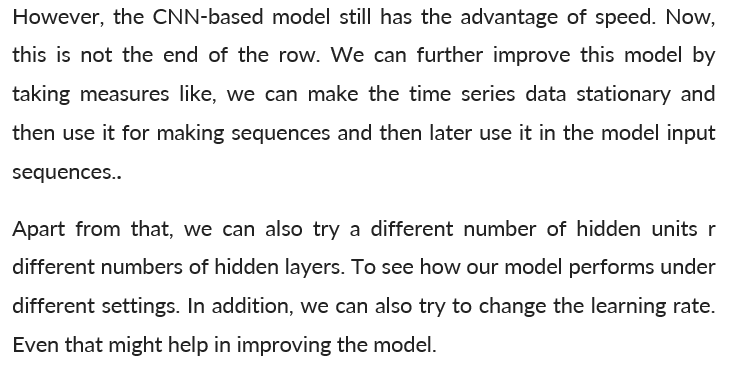 However, the CNN-based model still has the advantage of speed. Now,
this is not the end of the row. We can further improve this model by
taking measures like, we can make the time series data stationary and
then use it for making sequences and then later use it in the model input
sequences..
Apart from that, we can also try a different number of hidden units r
different numbers of hidden layers. To see how our model performs under
different settings. In addition, we can also try to change the learning rate.
Even that might help in improving the model.